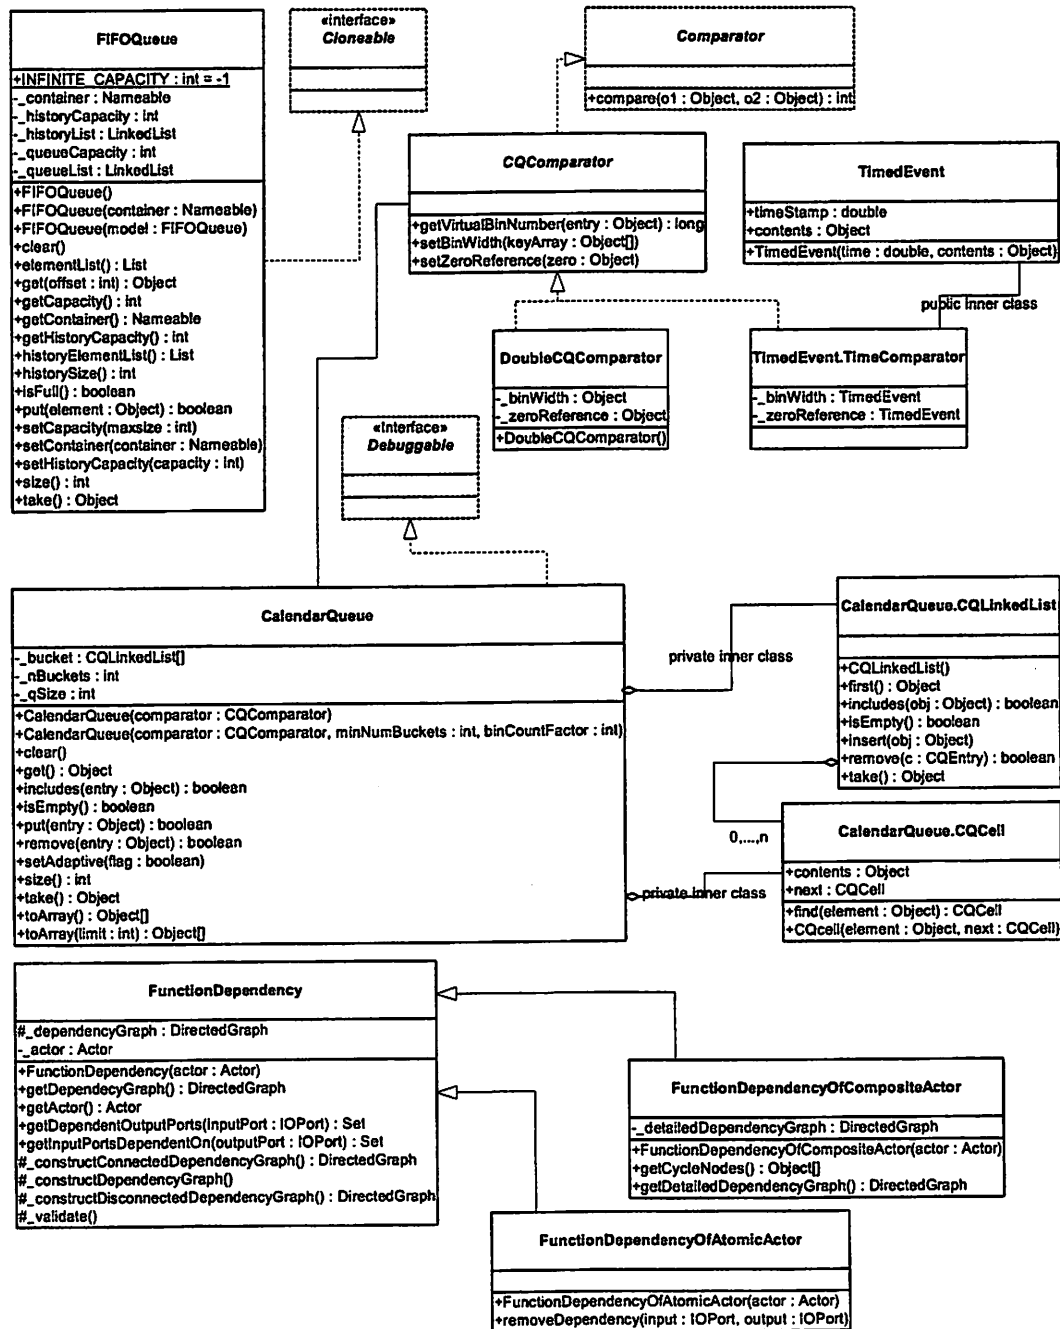 FIFOQueue
+INFINITE_CAPACITY : int = -1
-_container : Nameable
-_historyCapacity : int
-_historyList : LinkedList
-_queueCapacity : int
-_queueList : LinkedList
+FIFOQueue()
+FIFOQueue(container : Nameable)
+FIFOQueue(model : FIFOQueue)
+clear()
+elementList() : List
+get(offset : int) : Object
+getCapacity() : int
+getContainer() : Nameable
+getHistoryCapacity() : int
+historyElementList() : List
+historySize() : int
+isFull() : boolean
+put(element : Object) : boolean
+setCapacity(maxsize : int)
+setContainer(container : Nameable)
+setHistoryCapacity(capacity : int)
+size() : int
+take() : Object
«interface»
Cloneable
Comparator
+compare(o1 : Object, o2 : Object) : int
CQComparator
+getVirtualBinNumber(entry : Object) : long
+setBinWidth(keyArray : Object[])
+setZeroReference(zero : Object)
TimedEvent
+timeStamp : double
+contents : Object
+TimedEvent(time : double, contents : Object)
public inner class
DoubleCQComparator
-_binWidth : Object
-_zeroReference : Object
+DoubleCQComparator()
TimedEvent.TimeComparator
-_binWidth : TimedEvent
-_zeroReference : TimedEvent
«Interface»
Debuggable
CalendarQueue
-_bucket : CQLinkedList[]
-_nBuckets : int
-_qSize : int
+CalendarQueue(comparator : CQComparator)
+CalendarQueue(comparator : CQComparator, minNumBuckets : int, binCountFactor : int)
+clear()
+get() : Object
+includes(entry : Object) : boolean
+isEmpty() : boolean
+put(entry : Object) : boolean
+remove(entry : Object) : boolean
+setAdaptive(flag : boolean)
+size() : int
+take() : Object
+toArray() : Object[]
+toArray(limit : int) : Object[]
private inner class
CalendarQueue.CQLinkedList
+CQLinkedList()
+first() : Object
+includes(obj : Object) : boolean
+isEmpty() : boolean
+insert(obj : Object)
+remove(c : CQEntry) : boolean
+take() : Object
0,...,n
private inner class
CalendarQueue.CQCell
+contents : Object
+next : CQCell
+find(element : Object) : CQCell
+CQcell(element : Object, next : CQCell)
FunctionDependency
#_dependencyGraph : DirectedGraph
-_actor : Actor
+FunctionDependency(actor : Actor)
+getDependecyGraph() : DirectedGraph
+getActor() : Actor
+getDependentOutputPorts(inputPort : IOPort) : Set
+getInputPortsDependentOn(outputPort : IOPort) : Set
#_constructConnectedDependencyGraph() : DirectedGraph
#_constructDependencyGraph()
#_constructDisconnectedDependencyGraph() : DirectedGraph
#_validate()
FunctionDependencyOfCompositeActor
-_detailedDependencyGraph : DirectedGraph
+FunctionDependencyOfCompositeActor(actor : Actor)
+getCycleNodes() : Object[]
+getDetailedDependencyGraph() : DirectedGraph
FunctionDependencyOfAtomicActor
+FunctionDependencyOfAtomicActor(actor : Actor)
+removeDependency(input : IOPort, output : IOPort)